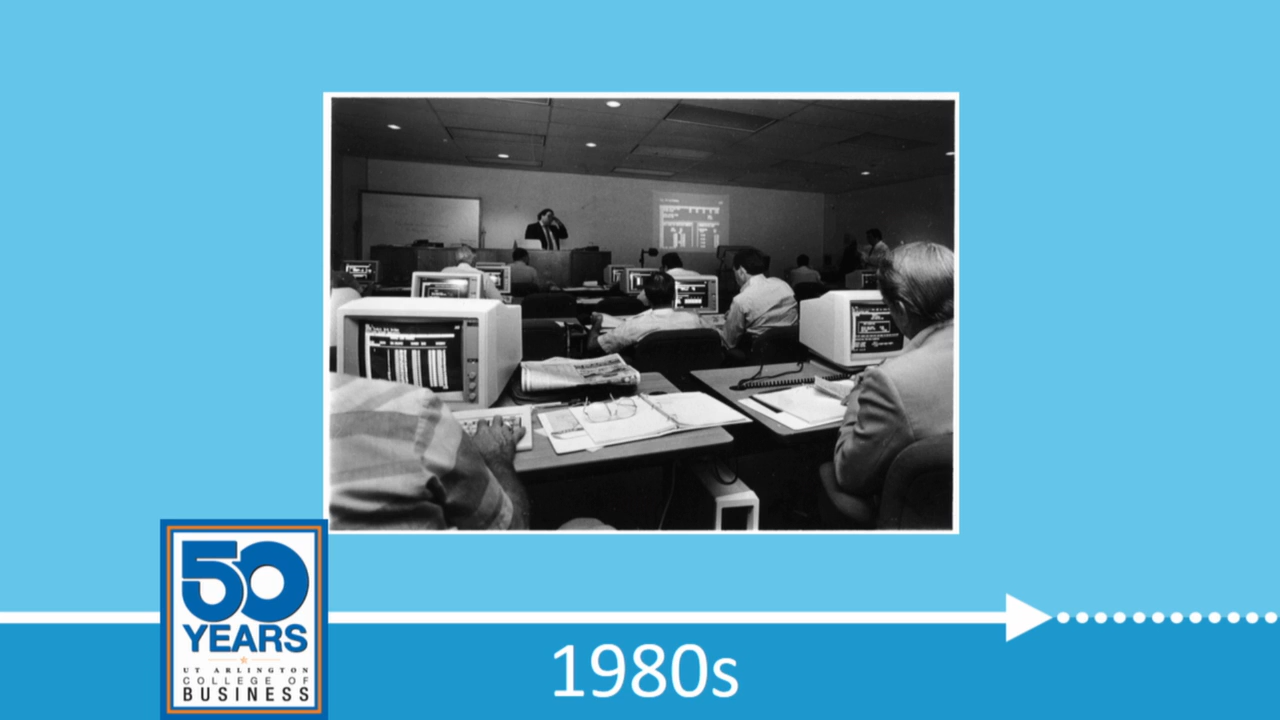 50
YEARS
UT ARLINGTON
COLLEGE OF
BUSINESS
1980s